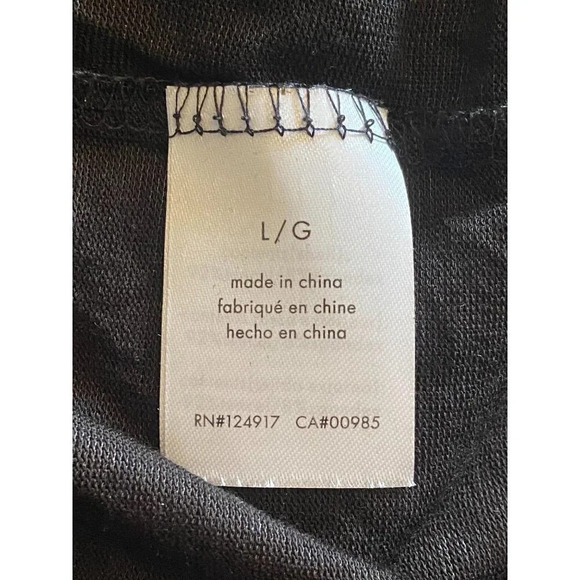 L/G
made in china
fabriqué en chine
hecho en china
RN#124917 CA#00985